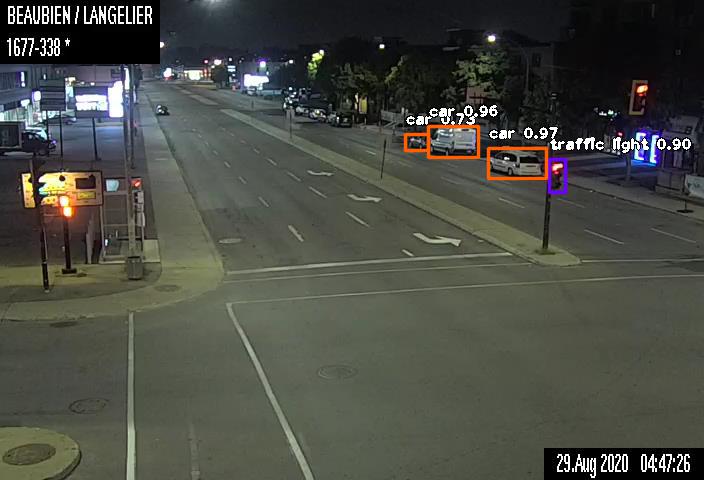 BEAUBIEN / LANGELIER
1677-338 *
car 0.96
car 0.73
car 0.97
traffic light 0.90
29.Aug 2020 04:47:26